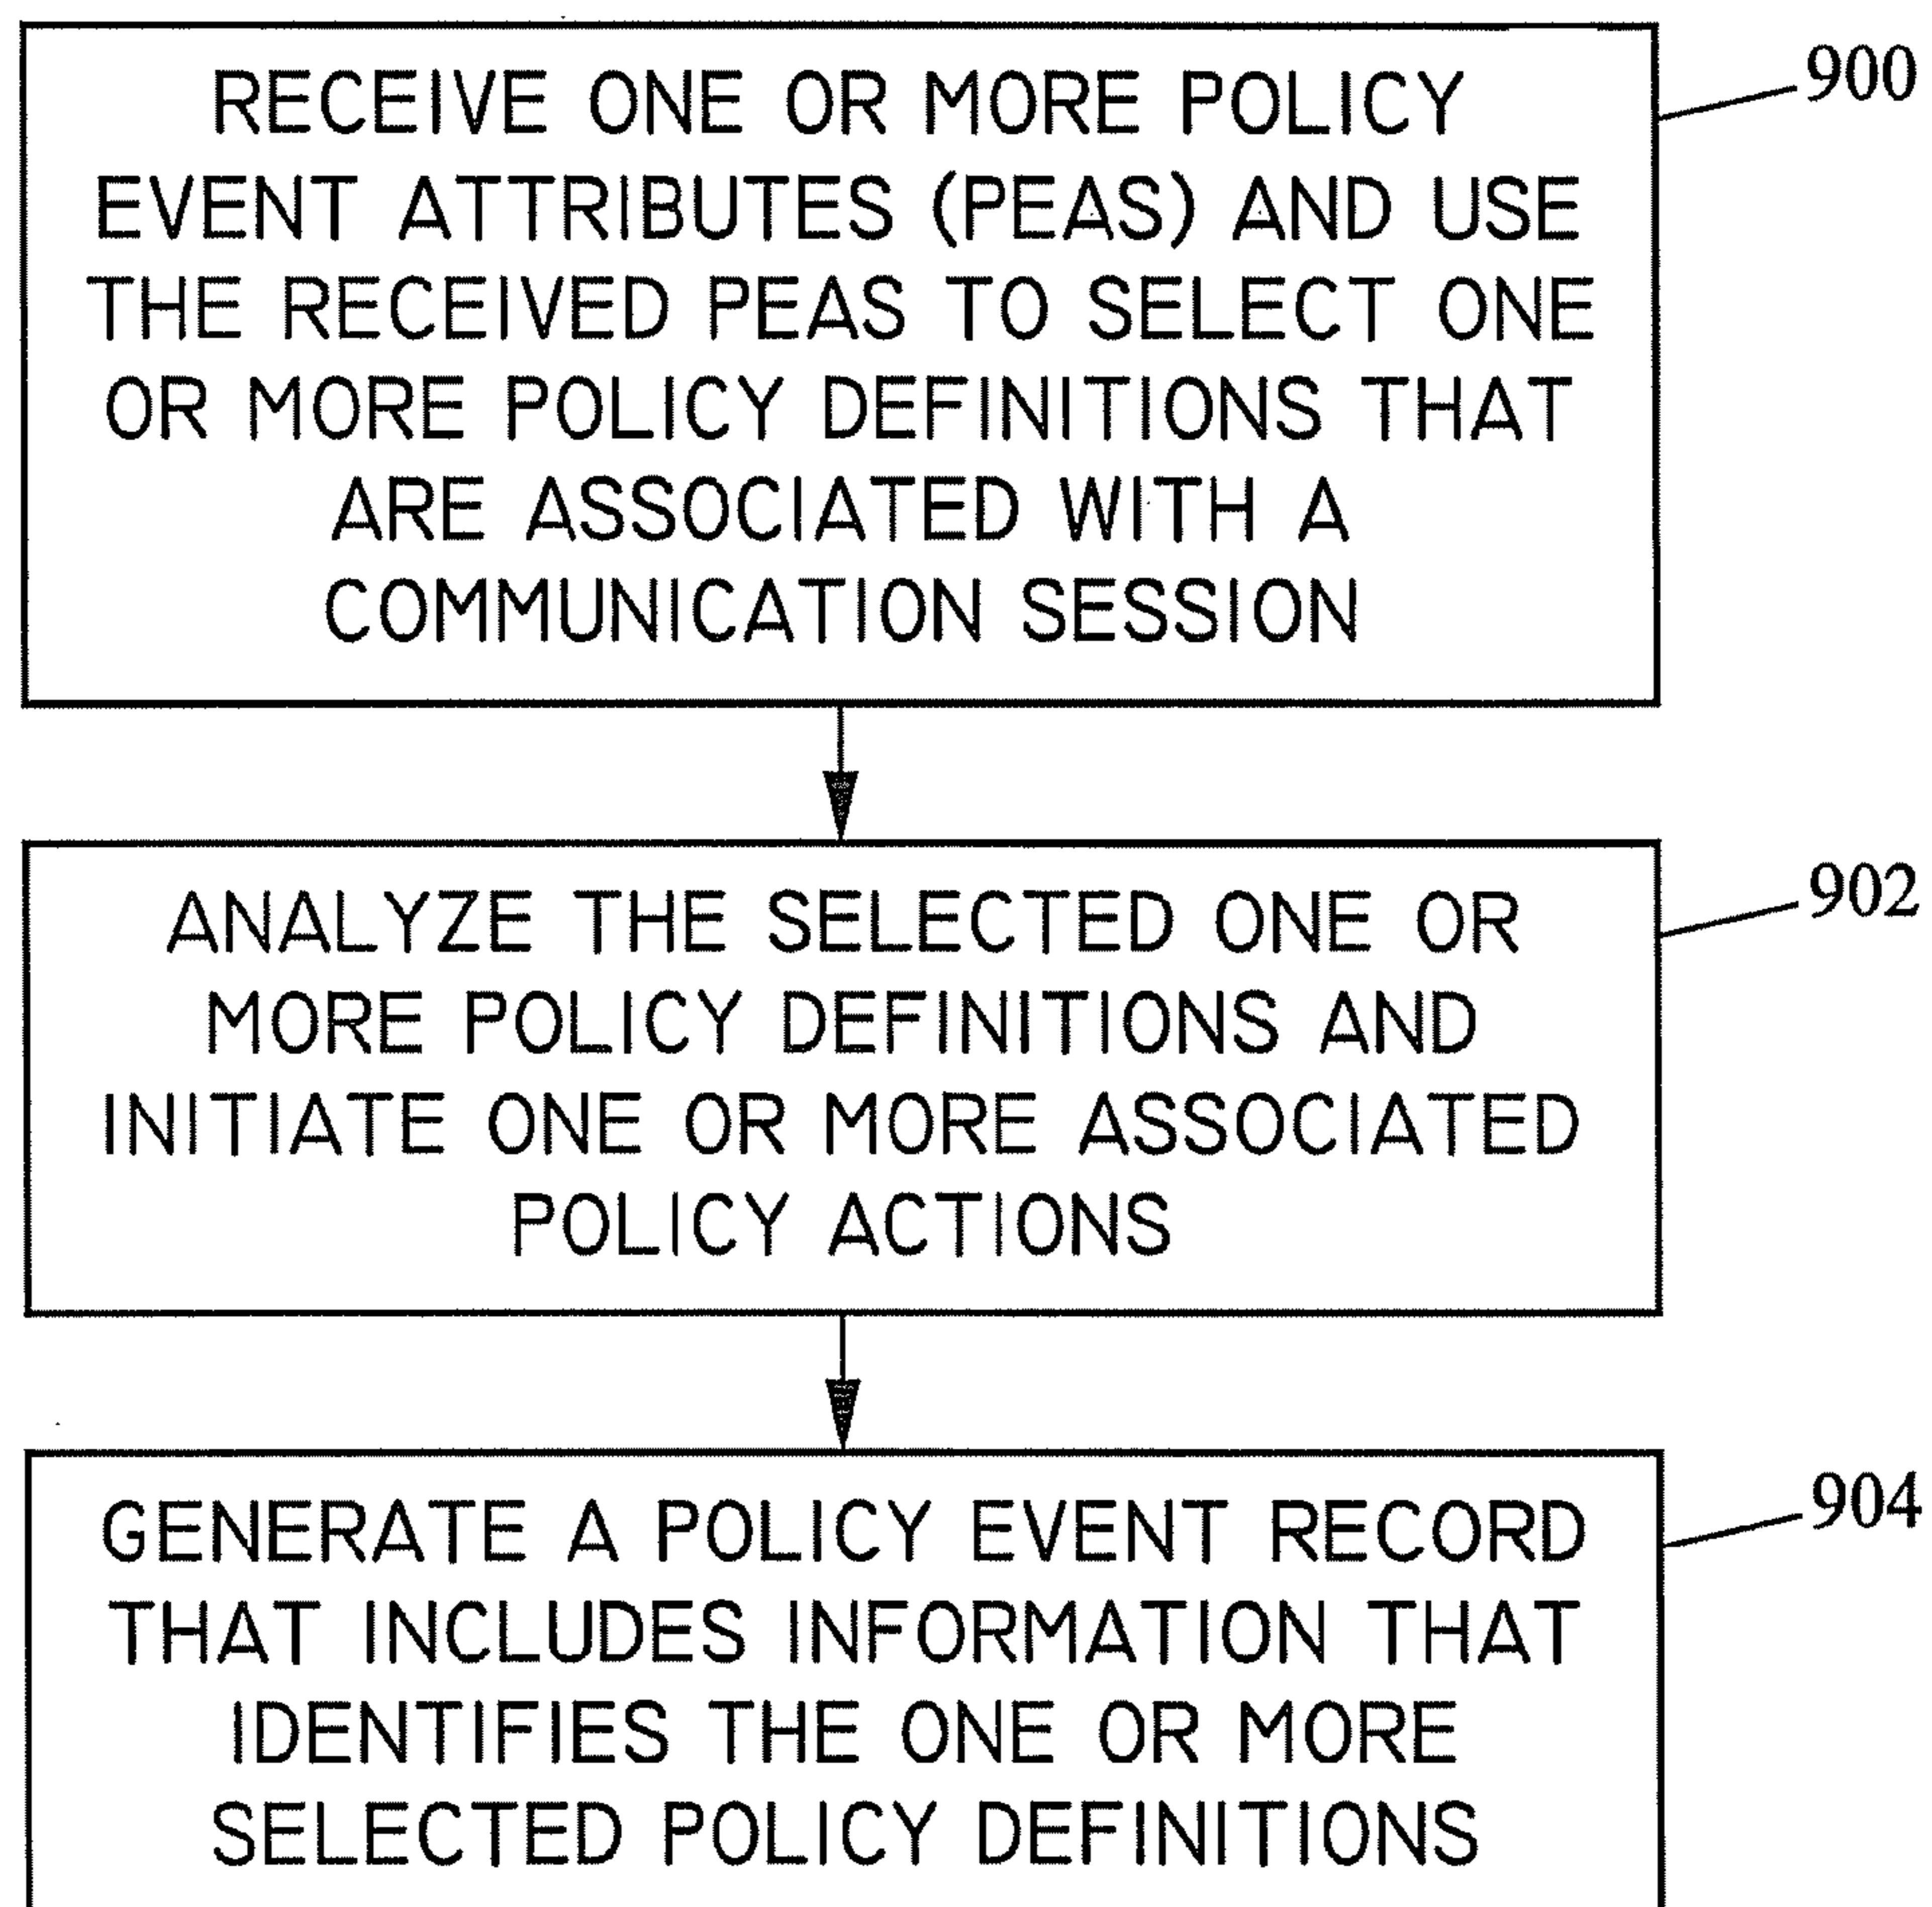 RECEIVE ONE OR MORE POLICY
EVENT ATTRIBUTES (PEAS) AND USE
THE RECEIVED PEAS TO SELECT ONE
OR MORE POLICY DEFINITIONS THAT
ARE ASSOCIATED WITH A
COMMUNICATION SESSION
900
ANALYZE THE SELECTED ONE OR
MORE POLICY DEFINITIONS AND
INITIATE ONE OR MORE ASSOCIATED
POLICY ACTIONS
902
GENERATE A POLICY EVENT RECORD
THAT INCLUDES INFORMATION THAT
IDENTIFIES THE ONE OR MORE
SELECTED POLICY DEFINITIONS
904